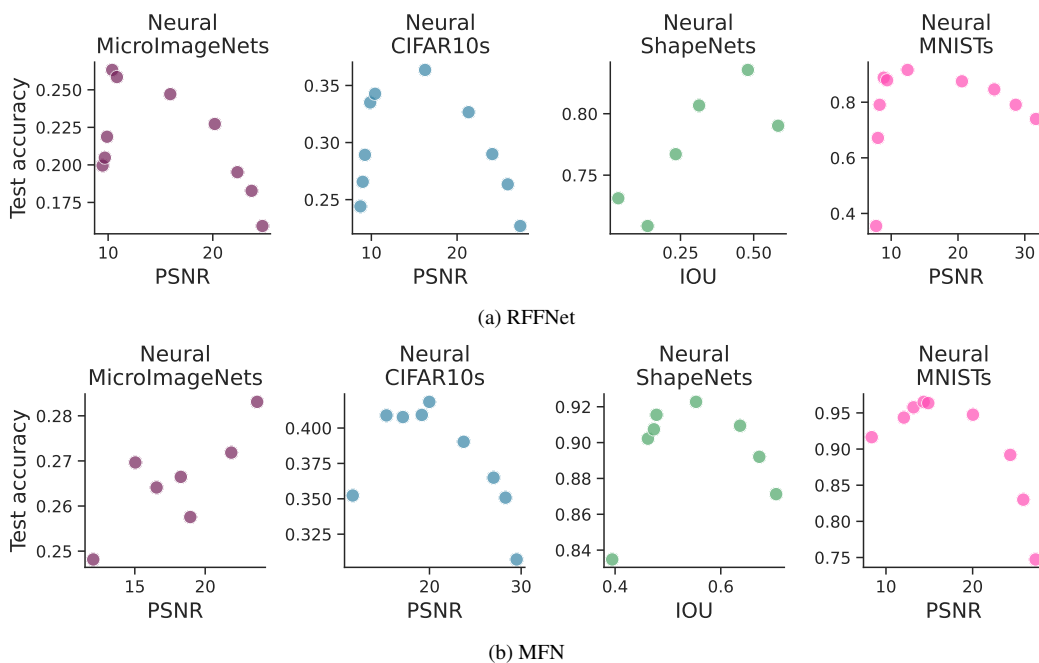 Neural
MicroImageNets
Neural
CIFAR10s
Neural
ShapeNets
Neural
MNISTs
Test accuracy
0.250
0.225
0.200
0.175
10
20
PSNR
0.35
0.30
0.25
10
20
PSNR
0.80
0.75
0.25
0.50
IOU
0.8
0.6
0.4
10
20
30
PSNR
(a) RFFNet
Neural
MicroImageNets
Neural
CIFAR10s
Neural
ShapeNets
Neural
MNISTs
Test accuracy
0.28
0.27
0.26
0.25
15
20
PSNR
0.400
0.375
0.350
0.325
20
30
PSNR
0.92
0.90
0.88
0.86
0.84
0.4
0.6
IOU
0.95
0.90
0.85
0.80
0.75
10
20
PSNR
(b) MFN